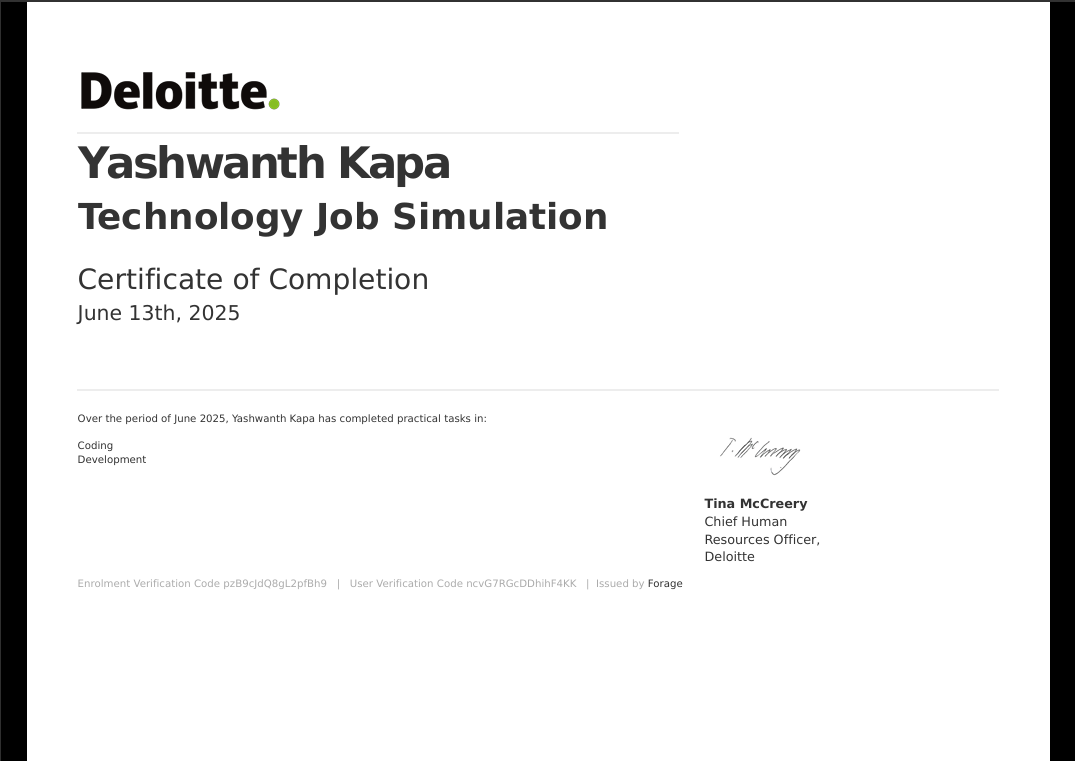 Deloitte.
Yashwanth Kapa
Technology Job Simulation
Certificate of Completion
June 13th, 2025
Over the period of June 2025, Yashwanth Kapa has completed practical tasks in:
Coding
Development
T. McCreery
Tina McCreery
Chief Human
Resources Officer,
Deloitte
Enrolment Verification Code pzB9cJdQ8gL2pfBh9 | User Verification Code ncvG7RGcDDhihF4KK | Issued by Forage